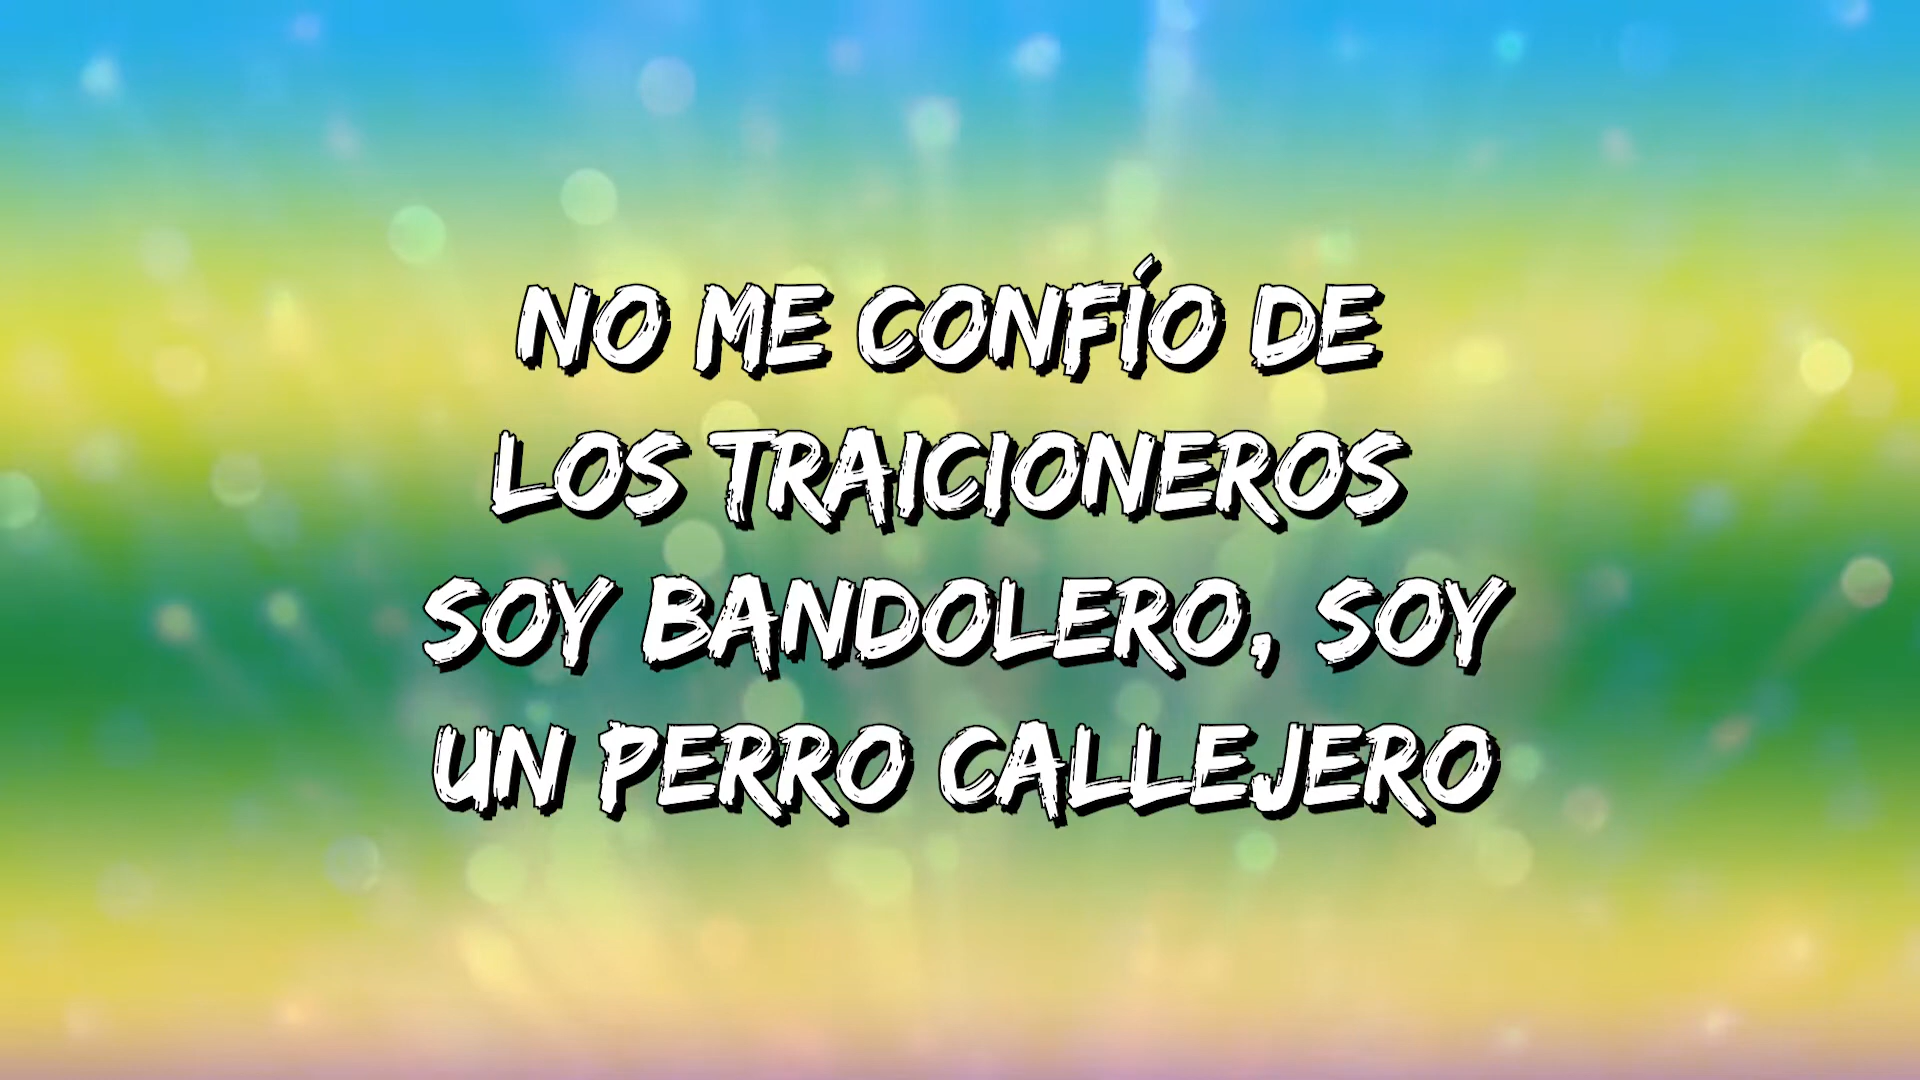 NO ME CONFÍO DE
LOS TRAICIONEROS
SOY BANDOLERO, SOY
UN PERRO CALLEJERO